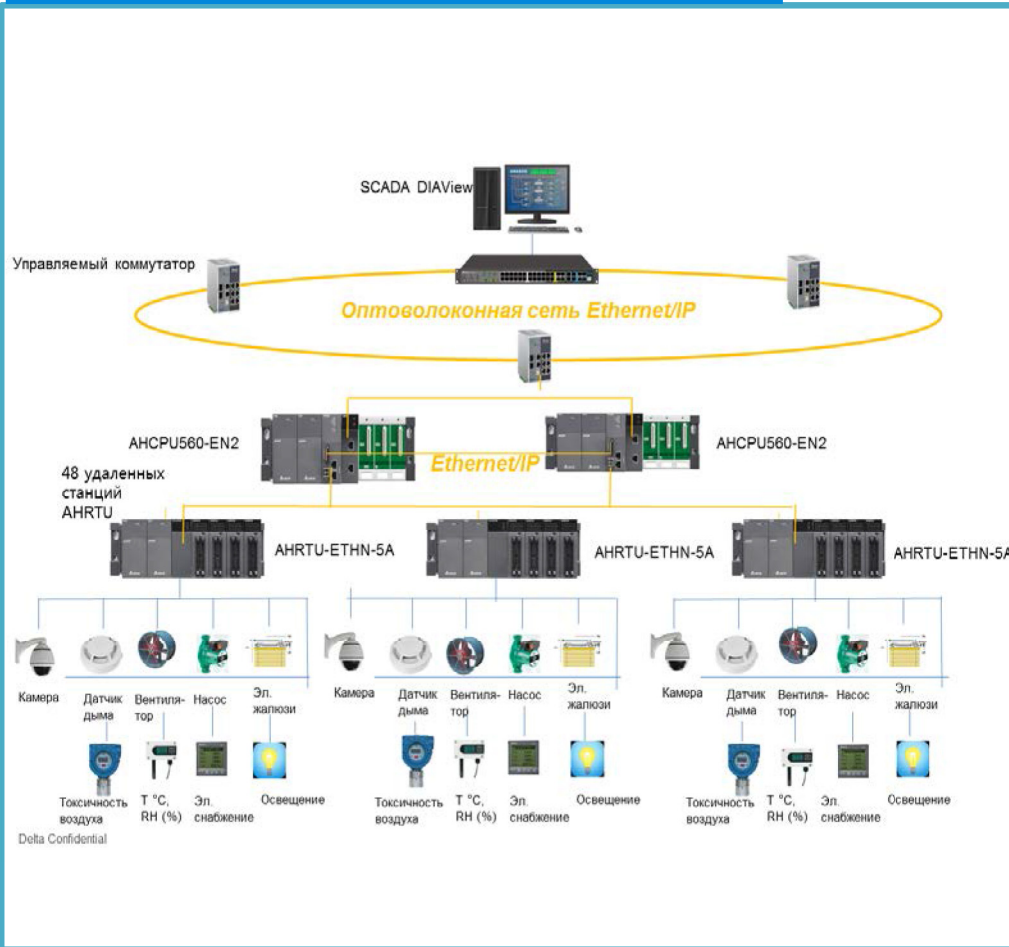 SCADA DIAView
Управляемый коммутатор
Оптоволоконная сеть Ethernet/IP
AHCPU560-EN2
AHCPU560-EN2
Ethernet/IP
48 удаленных
станций
AHRTU
AHRTU-ETHN-5A
AHRTU-ETHN-5A
AHRTU-ETHN-5A
Камера
Датчик
дыма
Вентиля-
тор
Насос
Эл.
жалюзи
Камера
Датчик
дыма
Вентиля-
тор
Насос
Эл.
жалюзи
Камера
Датчик
дыма
Вентиля-
тор
Насос
Эл.
жалюзи
Токсичность
воздуха
T °C,
RH (%)
Эл.
снабжение
Освещение
Токсичность
воздуха
T °C,
RH (%)
Эл.
снабжение
Освещение
Токсичность
воздуха
T °C,
RH (%)
Эл.
снабжение
Освещение
Delta Confidential